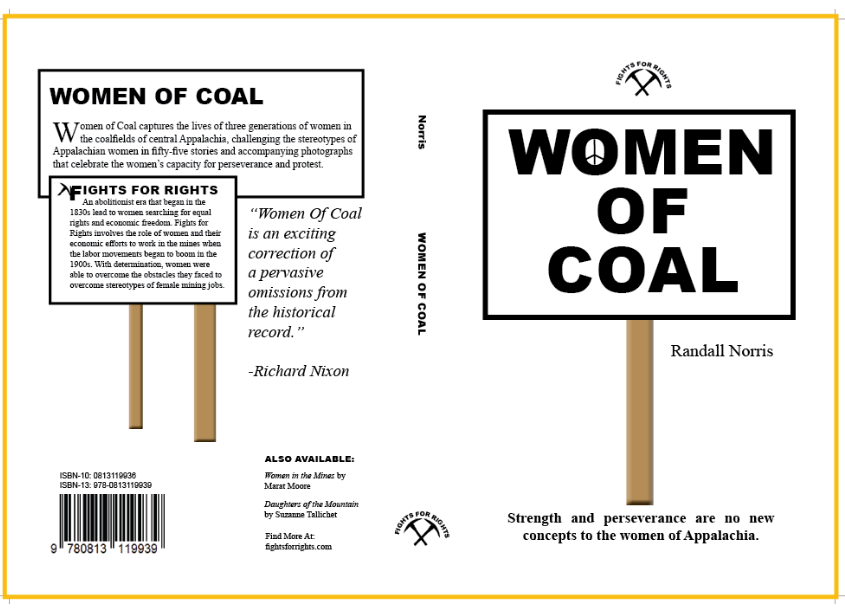 WOMEN OF COAL
Women of Coal captures the lives of three generations of women in
the coalfields of central Appalachia, challenging the stereotypes of
Appalachian women in fifty-five stories and accompanying photographs
that celebrate the women's capacity for perseverance and protest.
FIGHTS FOR RIGHTS
An abolitionist era that began in the
1830s lead to women searching for equal
rights and economic freedom. Fights for
Rights involves the role of women and their
economic efforts to work in the mines when
the labor movements began to boom in the
1900s. With determination, women were
able to overcome the obstacles they faced to
overcome stereotypes of female mining jobs.
“Women Of Coal
is an exciting
correction of
a pervasive
omissions from
the historical
record.”
-Richard Nixon
ISBN-10: 0813119936
ISBN-13: 978-0813119939
9 780813 119939
ALSO AVAILABLE:
Women in the Mines by
Marat Moore
Daughters of the Mountain
by Suzanne Tallichet
Find More At:
fightsforrights.com
Norris
WOMEN OF COAL
FIGHTS FOR RIGHTS
FIGHTS FOR RIGHTS
WOMEN
OF
COAL
Randall Norris
Strength and perseverance are no new
concepts to the women of Appalachia.